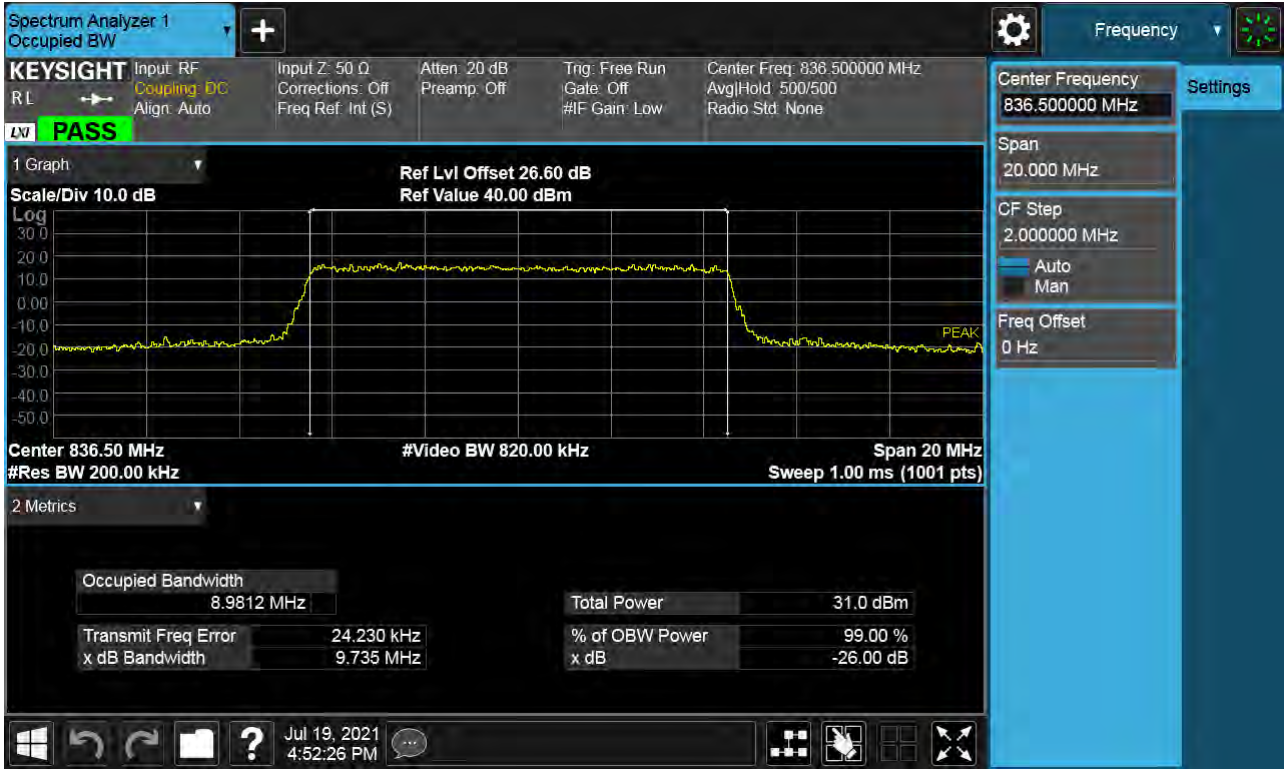 Spectrum Analyzer 1
Occupied BW
Frequency
KEYSIGHT
RL
LXI
PASS
Input: RF
Coupling: DC
Align: Auto
Input Z: 50 Ω
Corrections: Off
Freq Ref: Int (S)
Atten: 20 dB
Preamp: Off
Trig: Free Run
Gate: Off
#IF Gain: Low
Center Freq: 836.500000 MHz
Avg|Hold: 500/500
Radio Std: None
1 Graph
Scale/Div 10.0 dB
Ref Lvl Offset 26.60 dB
Ref Value 40.00 dBm
Log
30.0
20.0
10.0
0.00
-10.0
-20.0
-30.0
-40.0
-50.0
PEAK
Center 836.50 MHz
#Video BW 820.00 kHz
Span 20 MHz
#Res BW 200.00 kHz
Sweep 1.00 ms (1001 pts)
2 Metrics
Occupied Bandwidth
8.9812 MHz
Total Power 31.0 dBm
Transmit Freq Error 24.230 kHz
% of OBW Power 99.00 %
x dB Bandwidth 9.735 MHz
x dB -26.00 dB
Center Frequency
836.500000 MHz
Settings
Span
20.000 MHz
CF Step
2.000000 MHz
Auto
Man
Freq Offset
0 Hz
?
Jul 19, 2021
4:52:26 PM